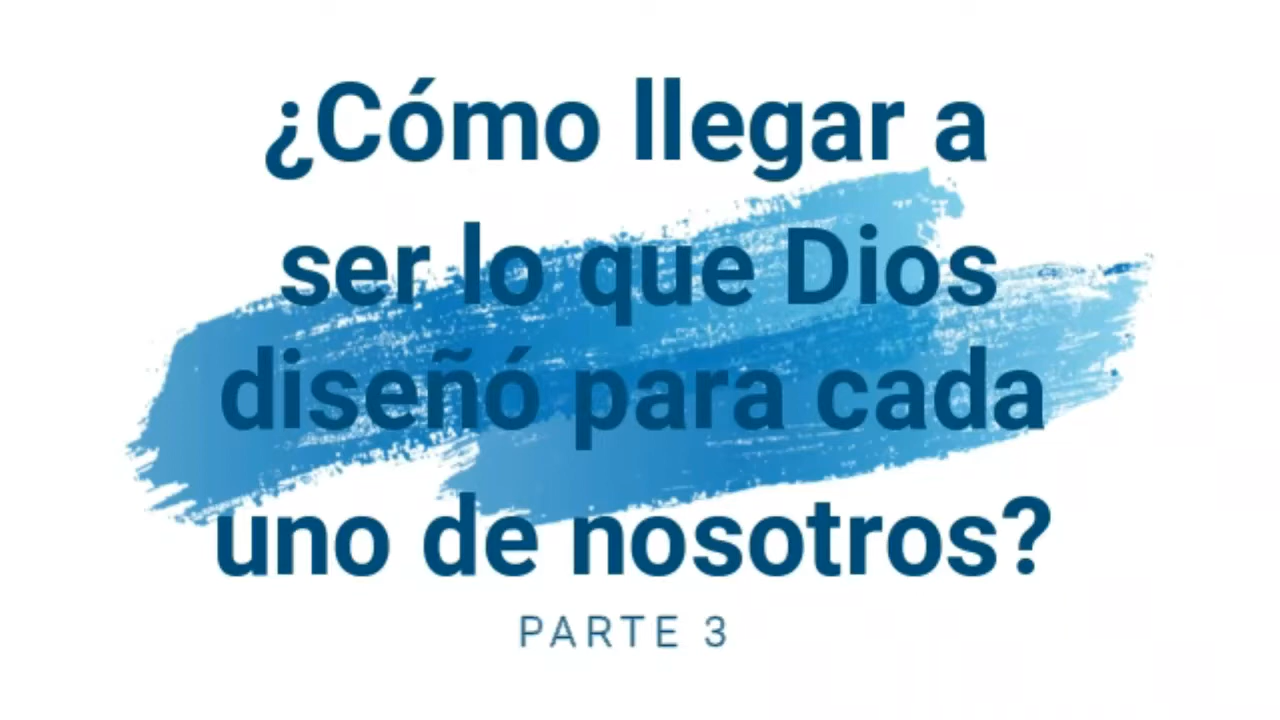 ¿Cómo llegar a
ser lo que Dios
diseñó para cada
uno de nosotros?
PARTE 3